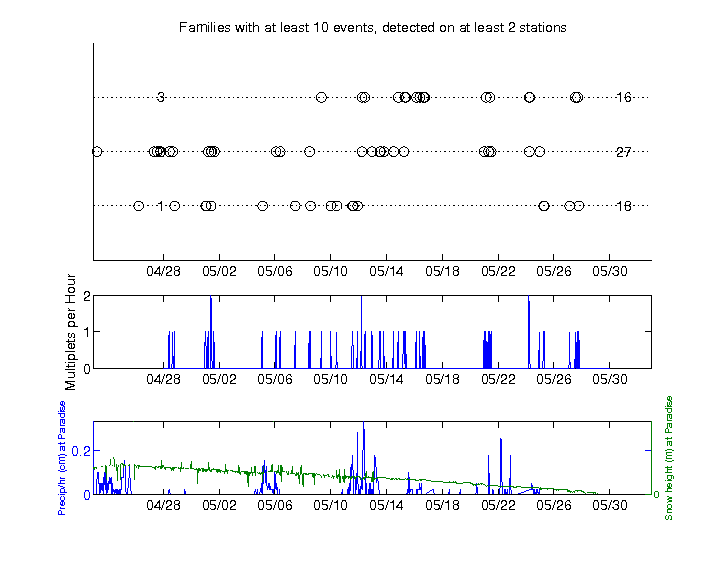 Families with at least 10 events, detected on at least 2 stations
3 16
27
1 18
04/28 05/02 05/06 05/10 05/14 05/18 05/22 05/26 05/30
Multiplets per Hour
2
1
0
04/28 05/02 05/06 05/10 05/14 05/18 05/22 05/26 05/30
Precip/hr (cm) at Paradise
0.2
0
Snow height (m) at Paradise
0
04/28 05/02 05/06 05/10 05/14 05/18 05/22 05/26 05/30